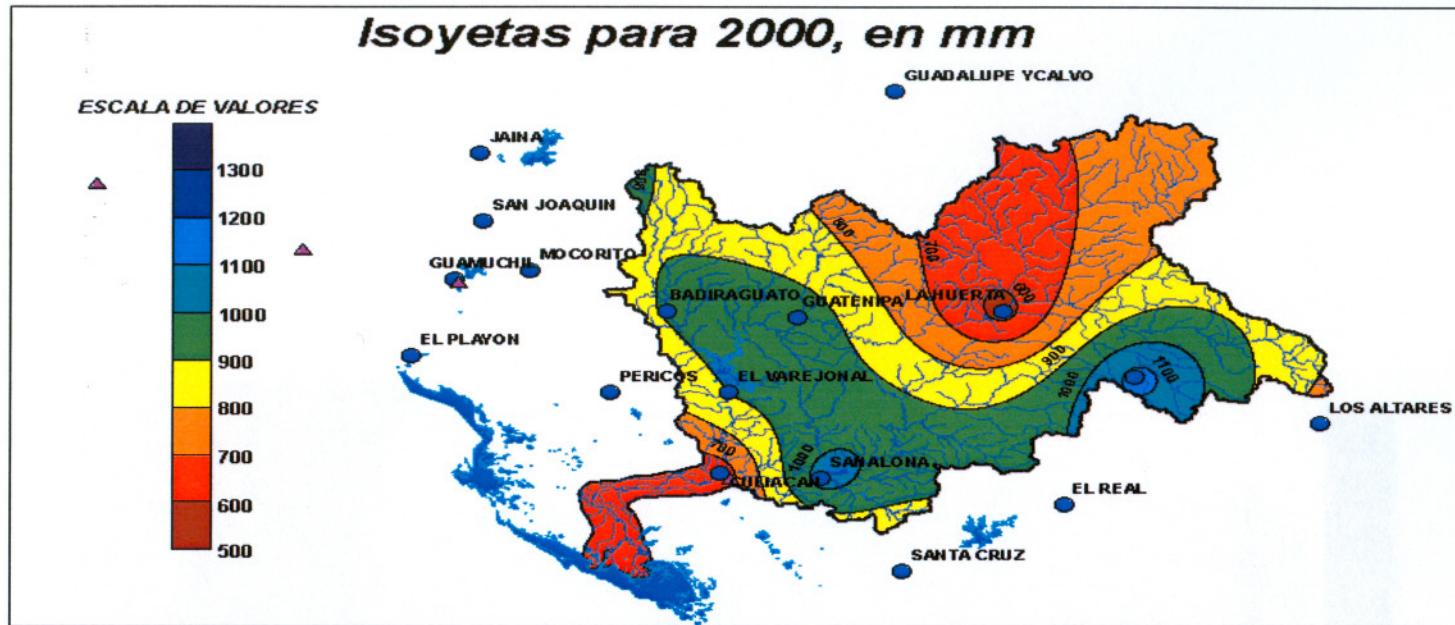 Isoyetas para 2000, en mm
GUADALUPE YCALVO
ESCALA DE VALORES
JAINA
1300
1200
1100
1000
900
800
700
600
500
SAN JOAQUIN
MOCORITO
GUAMUCHIL
EL PLAYON
PERICOS
BADIRAGUATO
GUATENIPA
LA HUERTA
EL VAREJONAL
SANALONA
CULIACAN
LOS ALTARES
EL REAL
SANTA CRUZ
900
800
700
600
900
1000
1100
700
1000